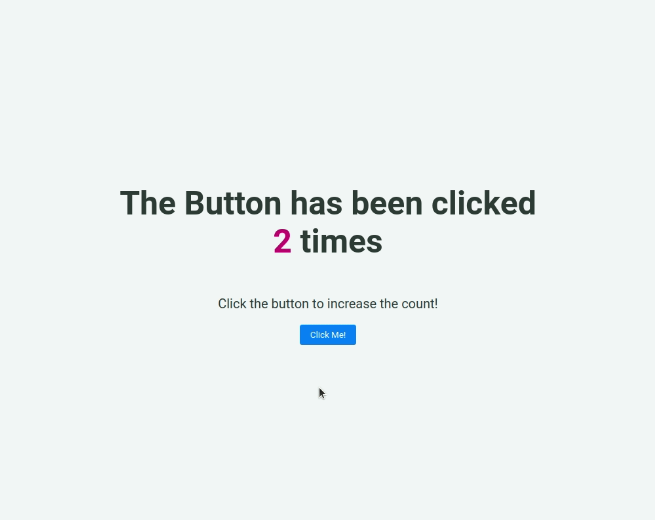 The Button has been clicked
2 times
Click the button to increase the count!
Click Me!